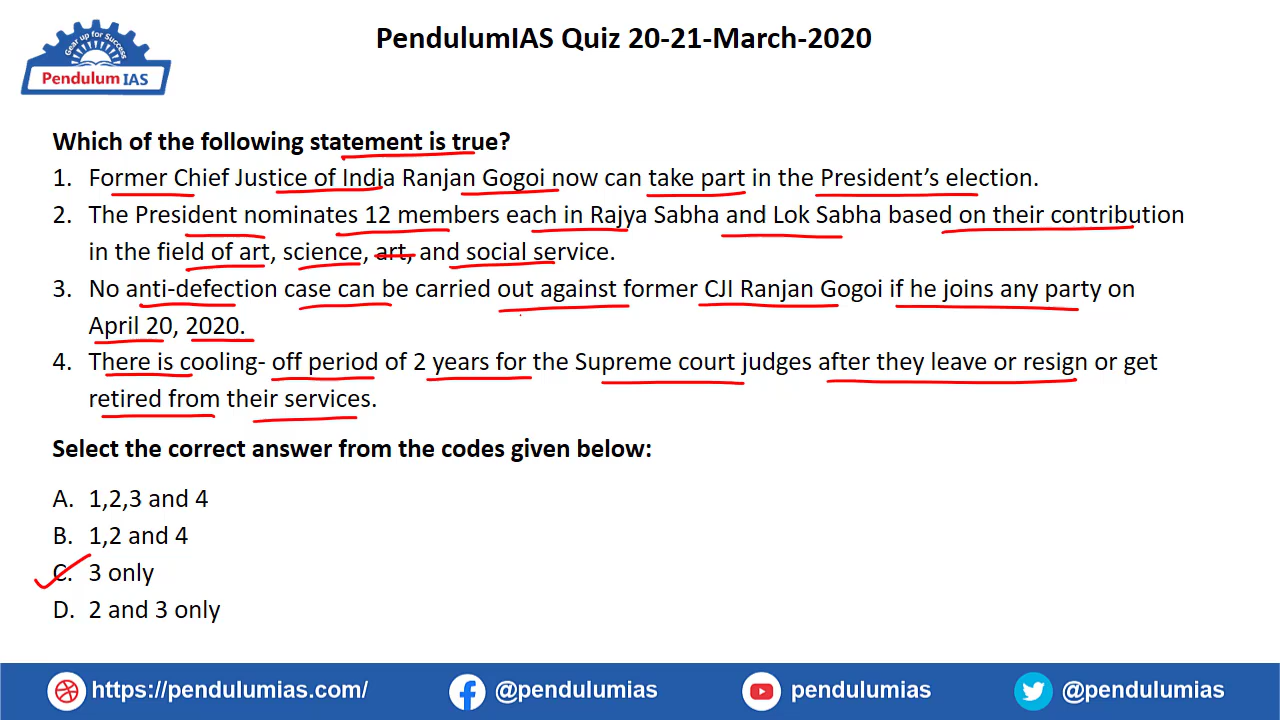 PendulumIAS Quiz 20-21-March-2020
Gear up for Success
Pendulum IAS
Which of the following statement is true?
1. Former Chief Justice of India Ranjan Gogoi now can take part in the President's election.
2. The President nominates 12 members each in Rajya Sabha and Lok Sabha based on their contribution
in the field of art, science, art, and social service.
3. No anti-defection case can be carried out against former CJI Ranjan Gogoi if he joins any party on
April 20, 2020.
4. There is cooling- off period of 2 years for the Supreme court judges after they leave or resign or get
retired from their services.
Select the correct answer from the codes given below:
A. 1,2,3 and 4
B. 1,2 and 4
C. 3 only
D. 2 and 3 only
https://pendulumias.com/ @pendulumias pendulumias @pendulumias